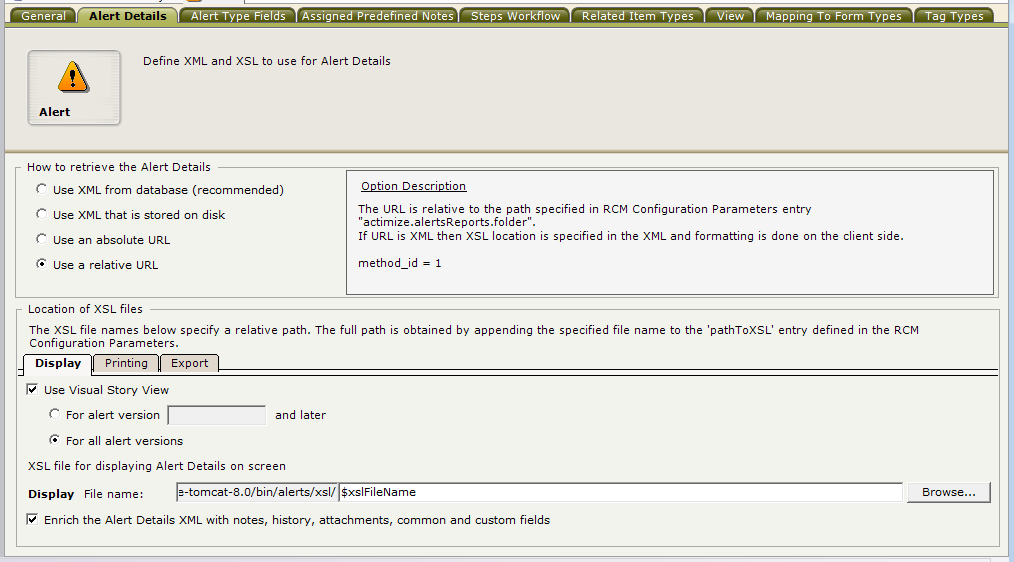 General
Alert Details
Alert Type Fields
Assigned Predefined Notes
Steps Workflow
Related Item Types
View
Mapping To Form Types
Tag Types
Define XML and XSL to use for Alert Details
Alert
How to retrieve the Alert Details
Use XML from database (recommended)
Use XML that is stored on disk
Use an absolute URL
Use a relative URL
Option Description
The URL is relative to the path specified in RCM Configuration Parameters entry
"actimize.alertsReports.folder".
If URL is XML then XSL location is specified in the XML and formatting is done on the client side.
method_id = 1
Location of XSL files
The XSL file names below specify a relative path. The full path is obtained by appending the specified file name to the 'pathToXSL' entry defined in the RCM
Configuration Parameters.
Display
Printing
Export
Use Visual Story View
For alert version and later
For all alert versions
XSL file for displaying Alert Details on screen
Display File name: e-tomcat-8.0/bin/alerts/xsl/ $xslFileName Browse...
Enrich the Alert Details XML with notes, history, attachments, common and custom fields